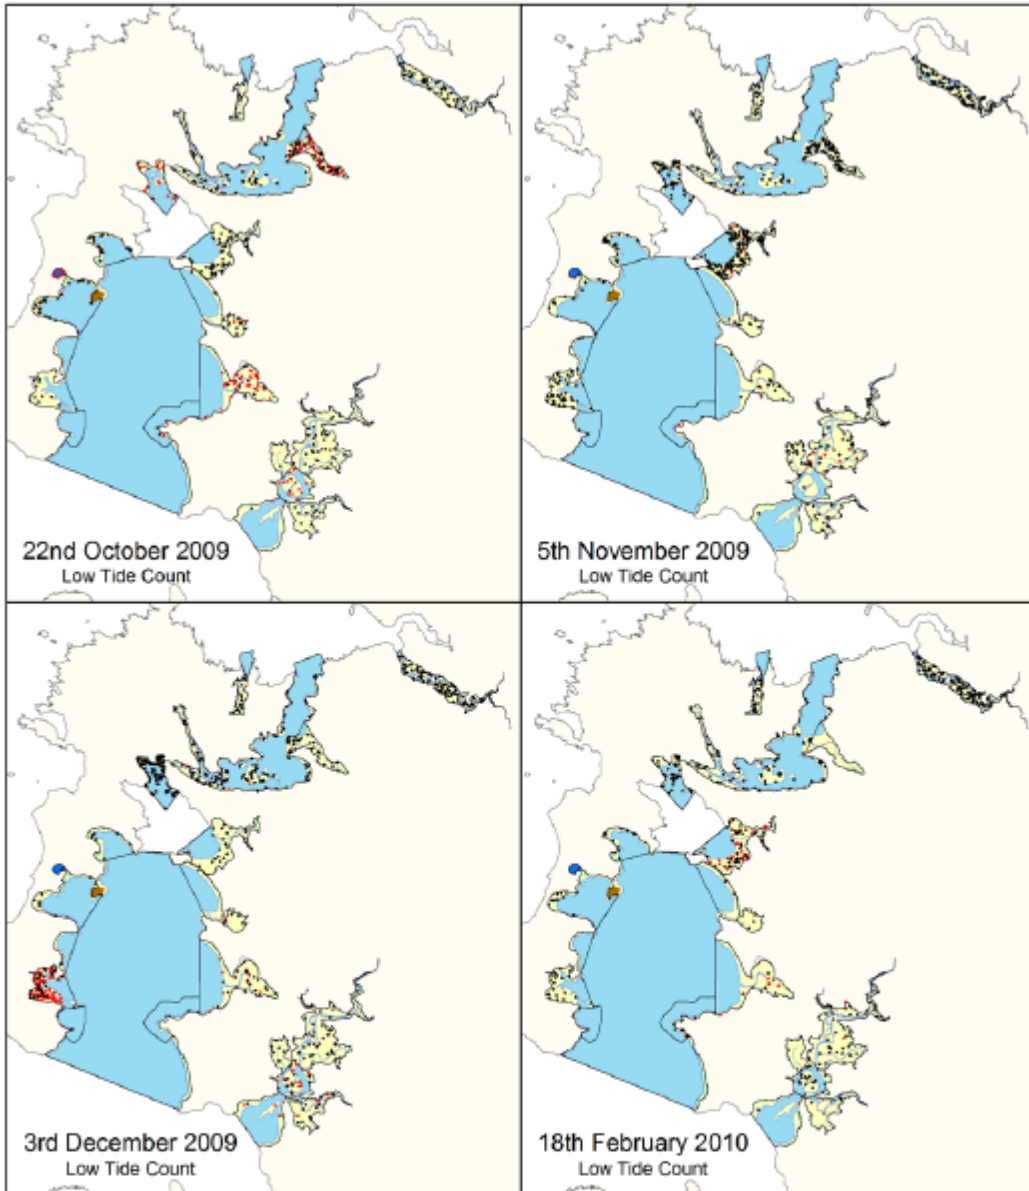 22nd October 2009
Low Tide Count
5th November 2009
Low Tide Count
3rd December 2009
Low Tide Count
18th February 2010
Low Tide Count